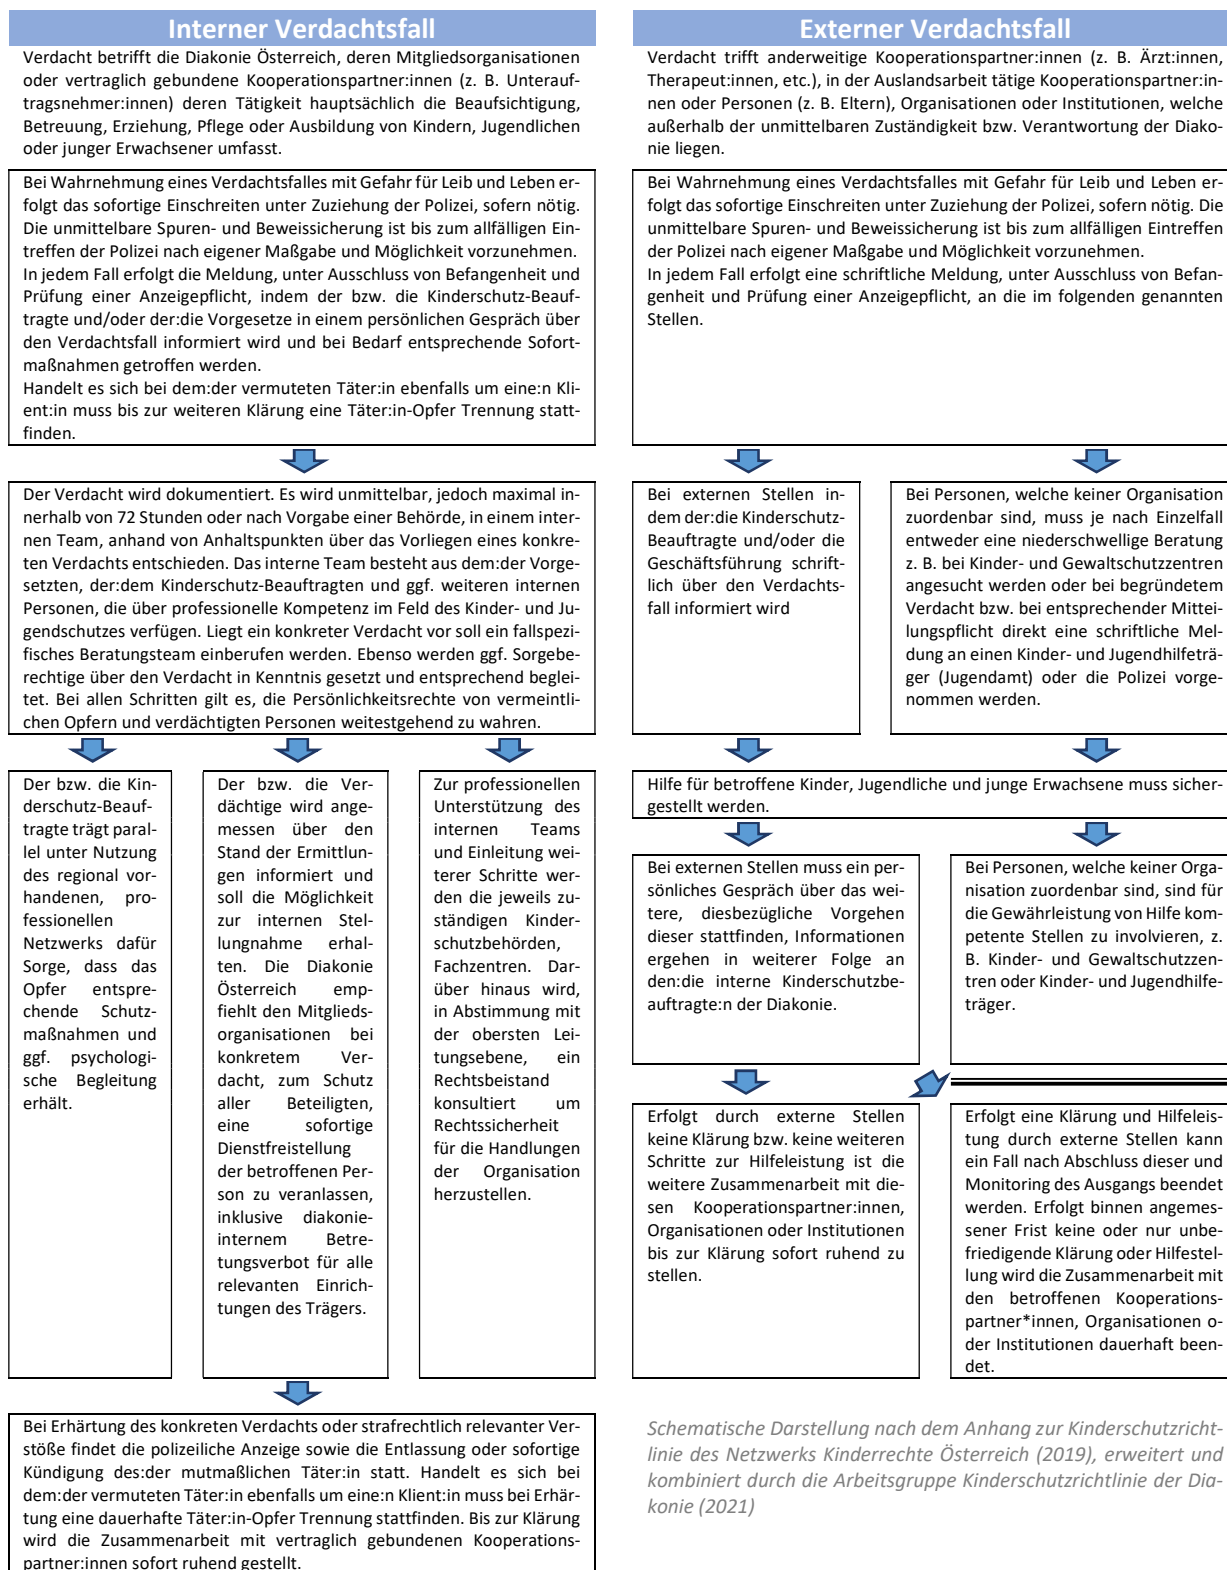 Interner Verdachtsfall
Verdacht betrifft die Diakonie Österreich, deren Mitgliedsorganisationen
oder vertraglich gebundene Kooperationspartner:innen (z. B. Unterauf-
tragsnehmer:innen) deren Tätigkeit hauptsächlich die Beaufsichtigung,
Betreuung, Erziehung, Pflege oder Ausbildung von Kindern, Jugendlichen
oder junger Erwachsener umfasst.
Bei Wahrnehmung eines Verdachtsfalles mit Gefahr für Leib und Leben er-
folgt das sofortige Einschreiten unter Zuziehung der Polizei, sofern nötig.
Die unmittelbare Spuren- und Beweissicherung ist bis zum allfälligen Ein-
treffen der Polizei nach eigener Maßgabe und Möglichkeit vorzunehmen.
In jedem Fall erfolgt die Meldung, unter Ausschluss von Befangenheit und
Prüfung einer Anzeigepflicht, indem der bzw. die Kinderschutz-Beauf-
tragte und/oder der:die Vorgesetze in einem persönlichen Gespräch über
den Verdachtsfall informiert wird und bei Bedarf entsprechende Sofort-
maßnahmen getroffen werden.
Handelt es sich bei dem:der vermuteten Täter:in ebenfalls um eine:n Kli-
ent:in muss bis zur weiteren Klärung eine Täter:in-Opfer Trennung statt-
finden.
Der Verdacht wird dokumentiert. Es wird unmittelbar, jedoch maximal in-
nerhalb von 72 Stunden oder nach Vorgabe einer Behörde, in einem inter-
nen Team, anhand von Anhaltspunkten über das Vorliegen eines konkre-
ten Verdachts entschieden. Das interne Team besteht aus dem:der Vorge-
setzten, der:dem Kinderschutz-Beauftragten und ggf. weiteren internen
Personen, die über professionelle Kompetenz im Feld des Kinder- und Ju-
gendschutzes verfügen. Liegt ein konkreter Verdacht vor soll ein fallspezi-
fisches Beratungsteam einberufen werden. Ebenso werden ggf. Sorgebe-
rechtige über den Verdacht in Kenntnis gesetzt und entsprechend beglei-
tet. Bei allen Schritten gilt es, die Persönlichkeitsrechte von vermeintli-
chen Opfern und verdächtigten Personen weitestgehend zu wahren.
Der bzw. die Kin-
derschutz-Beauf-
tragte trägt paral-
lel unter Nutzung
des regional vor-
handenen, pro-
fessionellen
Netzwerks dafür
Sorge, dass das
Opfer entspre-
chende Schutz-
maßnahmen und
ggf. psychologi-
sche Begleitung
erhält.
Der bzw. die Ver-
dächtige wird ange-
messen über den
Stand der Ermittlun-
gen informiert und
soll die Möglichkeit
zur internen Stel-
lungnahme erhal-
ten. Die Diakonie
Österreich emp-
fiehlt den Mitglieds-
organisationen bei
konkretem Ver-
dacht, zum Schutz
aller Beteiligten,
eine sofortige
Dienstfreistellung
der betroffenen Per-
son zu veranlassen,
inklusive diakonie-
internem Betre-
tungsverbot für alle
relevanten Einrich-
tungen des Trägers.
Zur professionellen
Unterstützung des
internen Teams
und Einleitung wei-
terer Schritte wer-
den die jeweils zu-
ständigen Kinder-
schutzbehörden,
Fachzentren. Dar-
über hinaus wird,
in Abstimmung mit
der obersten Lei-
tungsebene, ein
Rechtsbeistand
konsultiert um
Rechtssicherheit
für die Handlungen
der Organisation
herzustellen.
Bei Erhärtung des konkreten Verdachts oder strafrechtlich relevanter Ver-
stöße findet die polizeiliche Anzeige sowie die Entlassung oder sofortige
Kündigung des:der mutmaßlichen Täter:in statt. Handelt es sich bei
dem:der vermuteten Täter:in ebenfalls um eine:n Klient:in muss bei Erhär-
tung eine dauerhafte Täter:in-Opfer Trennung stattfinden. Bis zur Klärung
wird die Zusammenarbeit mit vertraglich gebundenen Kooperations-
partner:innen sofort ruhend gestellt.
Externer Verdachtsfall
Verdacht trifft anderweitige Kooperationspartner:innen (z. B. Ärzt:innen,
Therapeut:innen, etc.), in der Auslandsarbeit tätige Kooperationspartner:in-
nen oder Personen (z. B. Eltern), Organisationen oder Institutionen, welche
außerhalb der unmittelbaren Zuständigkeit bzw. Verantwortung der Diako-
nie liegen.
Bei Wahrnehmung eines Verdachtsfalles mit Gefahr für Leib und Leben er-
folgt das sofortige Einschreiten unter Zuziehung der Polizei, sofern nötig. Die
unmittelbare Spuren- und Beweissicherung ist bis zum allfälligen Eintreffen
der Polizei nach eigener Maßgabe und Möglichkeit vorzunehmen.
In jedem Fall erfolgt eine schriftliche Meldung, unter Ausschluss von Befan-
genheit und Prüfung einer Anzeigepflicht, an die im folgenden genannten
Stellen.
Bei externen Stellen in-
dem der:die Kinderschutz-
Beauftragte und/oder die
Geschäftsführung schrift-
lich über den Verdachts-
fall informiert wird
Bei Personen, welche keiner Organisation
zuordenbar sind, muss je nach Einzelfall
entweder eine niederschwellige Beratung
z. B. bei Kinder- und Gewaltschutzzentren
angesucht werden oder bei begründetem
Verdacht bzw. bei entsprechender Mittei-
lungspflicht direkt eine schriftliche Mel-
dung an einen Kinder- und Jugendhilfeträ-
ger (Jugendamt) oder die Polizei vorge-
nommen werden.
Hilfe für betroffene Kinder, Jugendliche und junge Erwachsene muss sicher-
gestellt werden.
Bei externen Stellen muss ein per-
sönliches Gespräch über das wei-
tere, diesbezügliche Vorgehen
dieser stattfinden, Informationen
ergehen in weiterer Folge an
den:die interne Kinderschutzbe-
auftragte:n der Diakonie.
Bei Personen, welche keiner Orga-
nisation zuordenbar sind, sind für
die Gewährleistung von Hilfe kom-
petente Stellen zu involvieren, z.
B. Kinder- und Gewaltschutzzen-
tren oder Kinder- und Jugendhilfe-
träger.
Erfolgt durch externe Stellen
keine Klärung bzw. keine weiteren
Schritte zur Hilfeleistung ist die
weitere Zusammenarbeit mit die-
sen Kooperationspartner:innen,
Organisationen oder Institutionen
bis zur Klärung sofort ruhend zu
stellen.
Erfolgt eine Klärung und Hilfeleis-
tung durch externe Stellen kann
ein Fall nach Abschluss dieser und
Monitoring des Ausgangs beendet
werden. Erfolgt binnen angemes-
sener Frist keine oder nur unbe-
friedigende Klärung oder Hilfestel-
lung wird die Zusammenarbeit mit
den betroffenen Kooperations-
partner*innen, Organisationen o-
der Institutionen dauerhaft been-
det.
Schematische Darstellung nach dem Anhang zur Kinderschutzricht-
linie des Netzwerks Kinderrechte Österreich (2019), erweitert und
kombiniert durch die Arbeitsgruppe Kinderschutzrichtlinie der Dia-
konie (2021)